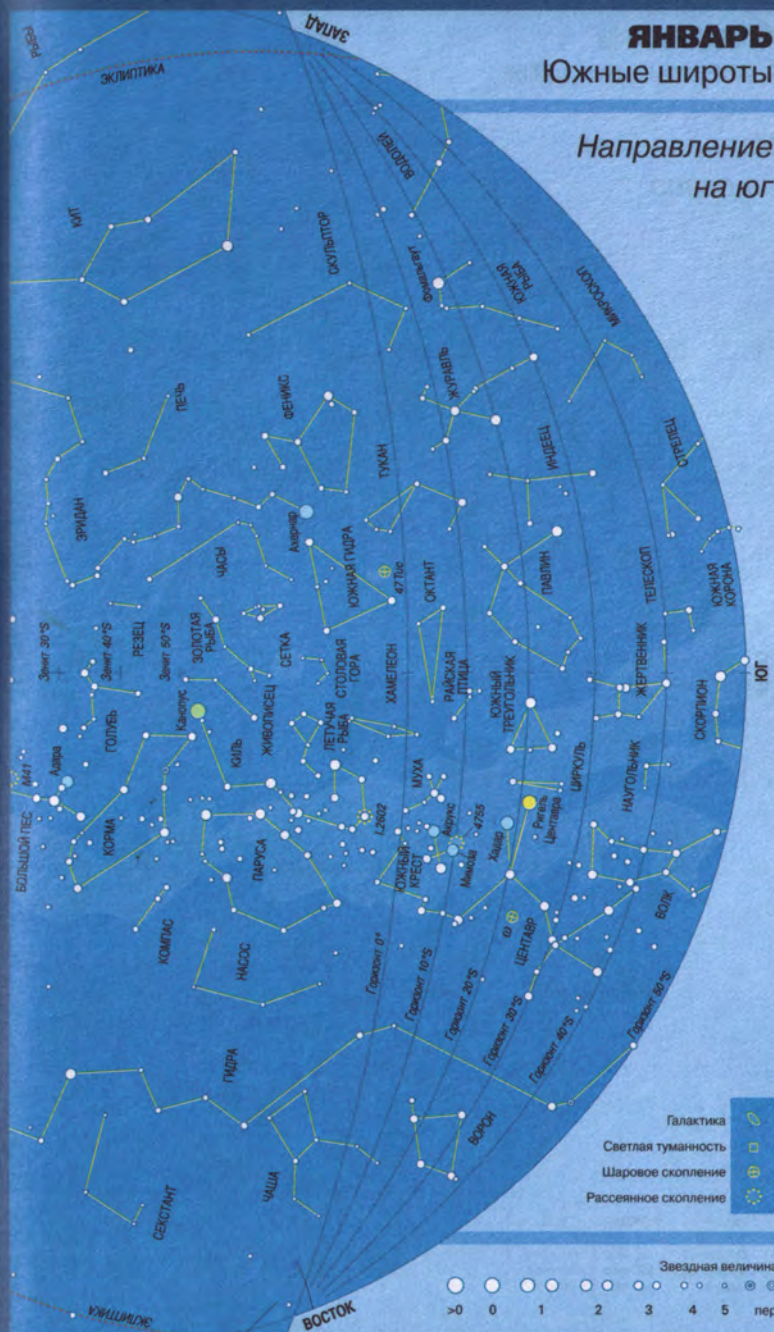 ЯНВАРЬ
Южные широты
Направление
на юг
ЗАПАД
РЫБЫ
ЭКЛИПТИКА
ВОДОЛЕЙ
КИТ
СКУЛЬПТОР
Фомальгаут
ЮЖНАЯ
РЫБА
МИКРОСКОП
ПЕЧЬ
ФЕНИКС
ЖУРАВЛЬ
ТУКАН
ИНДЕЕЦ
СТРЕЛЕЦ
ЭРИДАН
Ахернар
ЧАСЫ
ЮЖНАЯ ГИДРА
47Tuc
ОКТАНТ
ПАВЛИН
ТЕЛЕСКОП
ЮЖНАЯ
КОРОНА
Зенит 30°S
Зенит 40°S
РЕЗЕЦ
Зенит 50°S
ЗОЛОТАЯ
РЫБА
СЕТКА
СТОЛОВАЯ
ГОРА
ХАМЕЛЕОН
РАЙСКАЯ
ПТИЦА
ЮЖНЫЙ
ТРЕУГОЛЬНИК
ЖЕРТВЕННИК
СКОРПИОН
ЮГ
ГОЛУБЬ
Канопус
КИЛЬ
ЖИВОПИСЕЦ
ЛЕТУЧАЯ
РЫБА
МУХА
ЦИРКУЛЬ
НАУГОЛЬНИК
M41
Адара
БОЛЬШОЙ ПЕС
КОРМА
ПАРУСА
I.2602
ЮЖНЫЙ
КРЕСТ
Акрукс
4755
Мимоза
Хадар
Ригель
Центавра
КОМПАС
НАСОС
ω
ЦЕНТАВР
ВОЛК
Горизонт 0°
Горизонт 10°S
Горизонт 20°S
Горизонт 30°S
Горизонт 40°S
Горизонт 50°S
ГИДРА
ВОРОН
ЧАША
СЕКСТАНТ
ЭКЛИПТИКА
ВОСТОК
Галактика
Светлая туманность
Шаровое скопление
Рассеянное скопление
Звездная величина
>0 0 1 2 3 4 5 пер